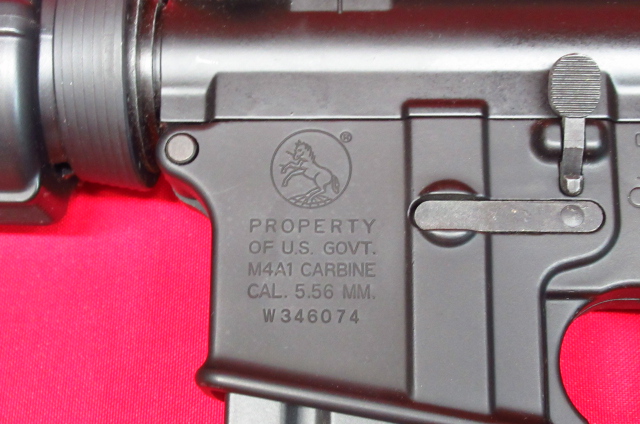 ®
PROPERTY
OF U.S. GOVT.
M4A1 CARBINE
CAL. 5.56 MM.
W346074